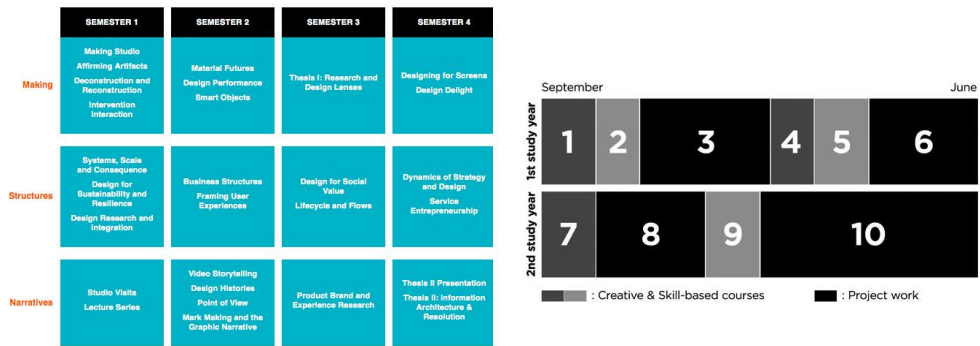 SEMESTER 1
SEMESTER 2
SEMESTER 3
SEMESTER 4
Making
Making Studio
Affirming Artifacts
Deconstruction and
Reconstruction
Intervention
Interaction
Material Futures
Design Performance
Smart Objects
Thesis I: Research and
Design Lenses
Designing for Screens
Design Delight
Structures
Systems, Scale
and Consequence
Design for
Sustainability and
Resilience
Design Research and
Integration
Business Structures
Framing User
Experiences
Design for Social
Value
Lifecycle and Flows
Dynamics of Strategy
and Design
Service
Entrepreneurship
Narratives
Studio Visits
Lecture Series
Video Storytelling
Design Histories
Point of View
Mark Making and the
Graphic Narrative
Product Brand and
Experience Research
Thesis II Presentation
Thesis II: Information
Architecture &
Resolution
September
June
1st study year
1
2
3
4
5
6
2nd study year
7
8
9
10
: Creative & Skill-based courses
: Project work